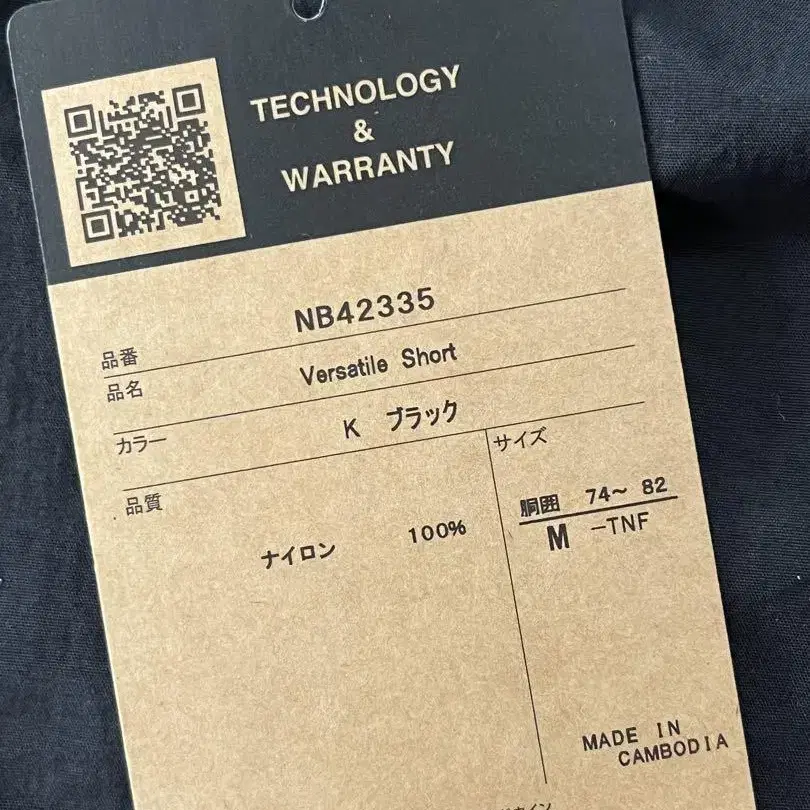 TECHNOLOGY
&
WARRANTY
品番 NB42335
品名 Versatile Short
カラー K ブラック
品質
ナイロン 100%
サイズ
胴囲 74~ 82
M -TNF
MADE IN
CAMBODIA